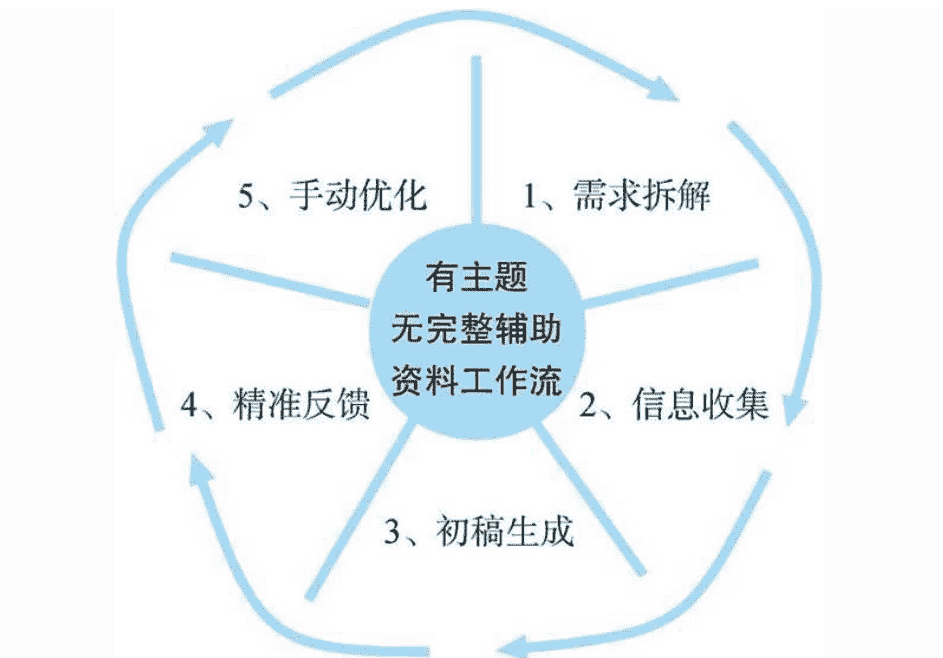 有主题
无完整辅助
资料工作流
1、需求拆解
2、信息收集
3、初稿生成
4、精准反馈
5、手动优化